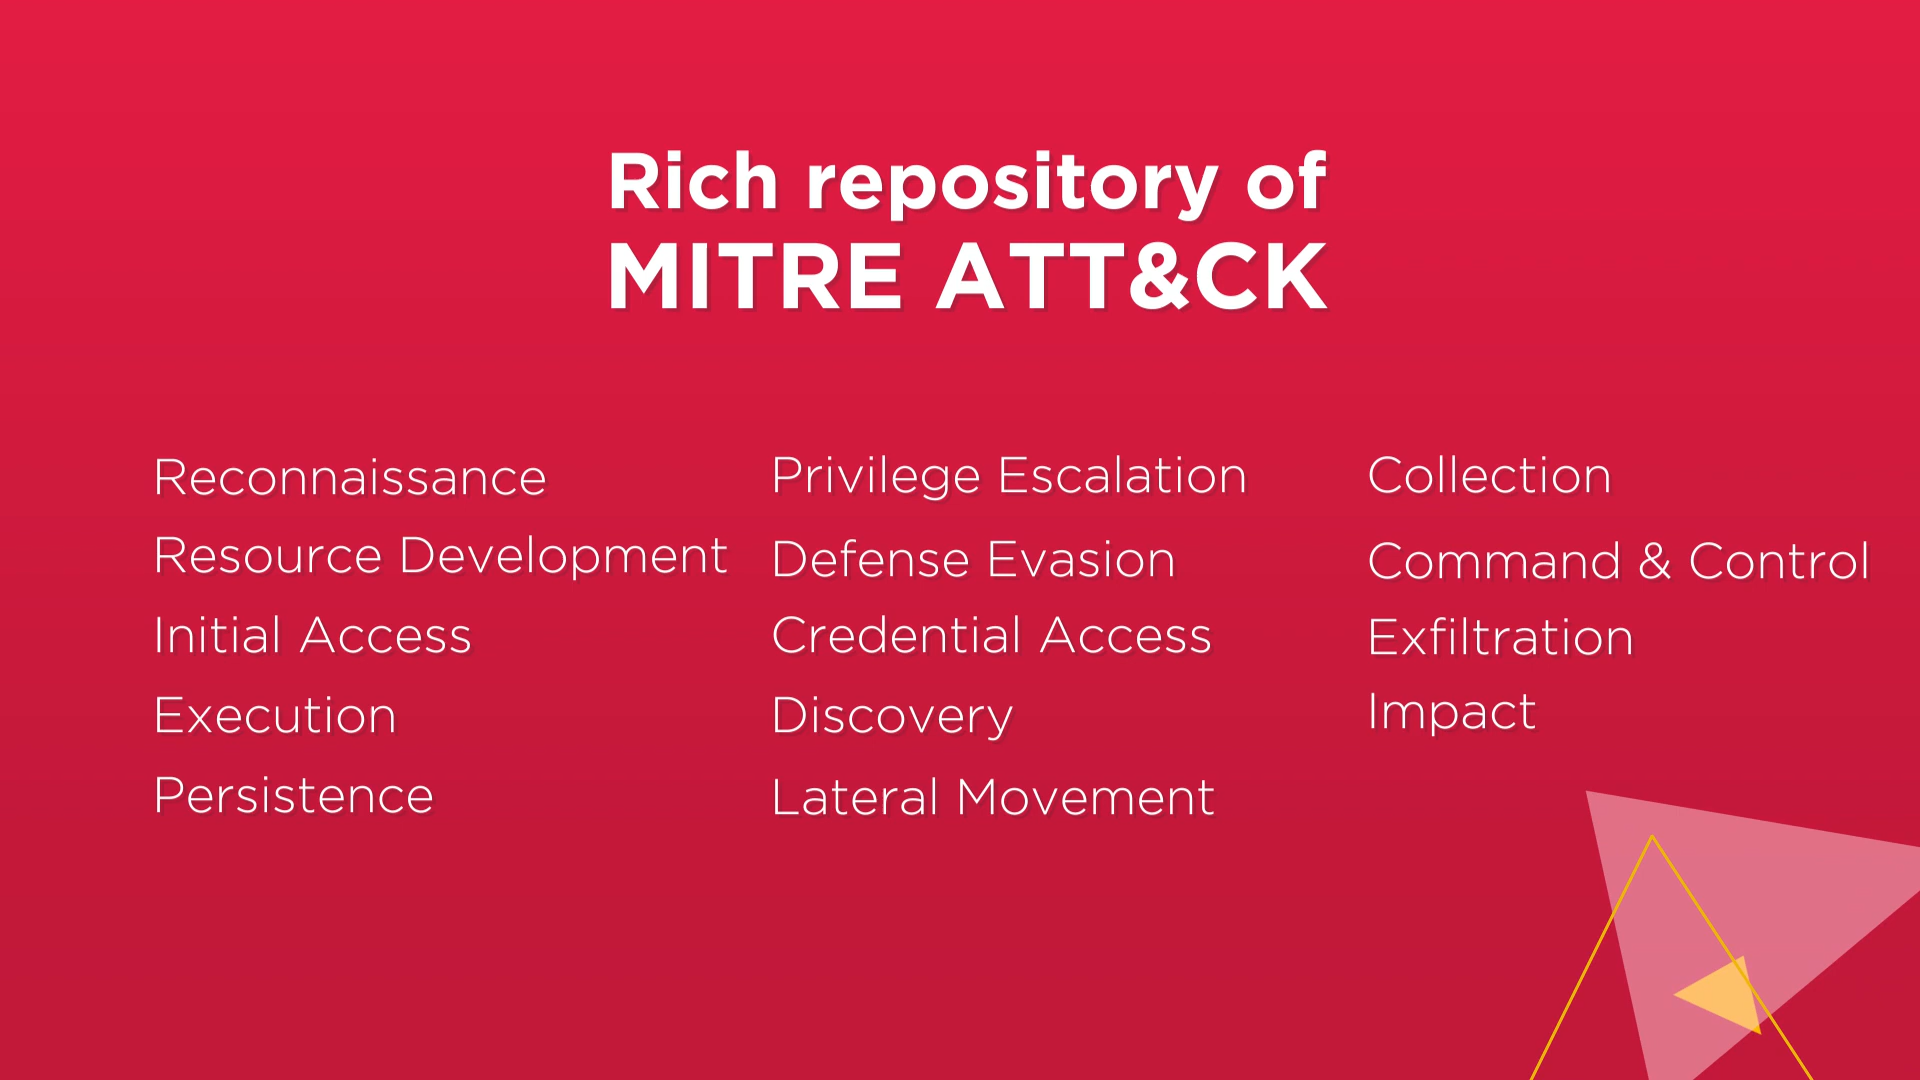 Rich repository of
MITRE ATT&CK
Reconnaissance
Resource Development
Initial Access
Execution
Persistence
Privilege Escalation
Defense Evasion
Credential Access
Discovery
Lateral Movement
Collection
Command & Control
Exfiltration
Impact